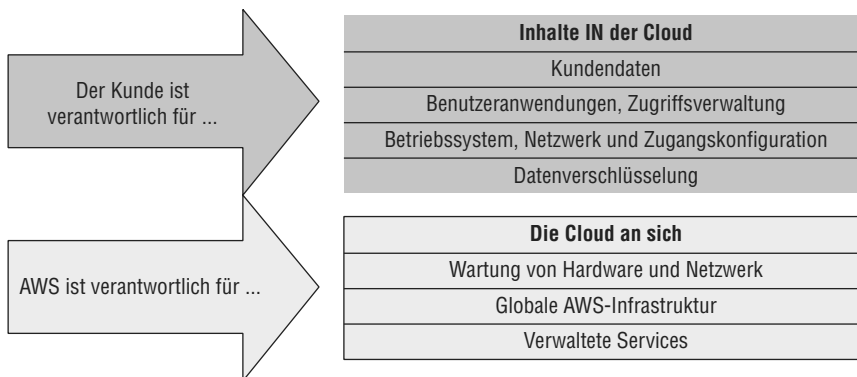 Der Kunde ist
verantwortlich für ...
Inhalte IN der Cloud
Kundendaten
Benutzeranwendungen, Zugriffsverwaltung
Betriebssystem, Netzwerk und Zugangskonfiguration
Datenverschlüsselung
AWS ist verantwortlich für ...
Die Cloud an sich
Wartung von Hardware und Netzwerk
Globale AWS-Infrastruktur
Verwaltete Services